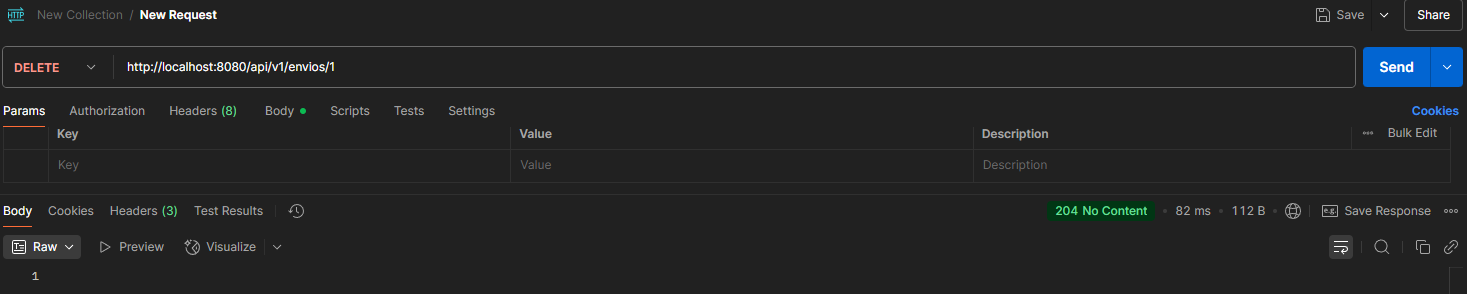 HTTP New Collection / New Request Save Share
DELETE http://localhost:8080/api/v1/envios/1 Send
Params Authorization Headers (8) Body Scripts Tests Settings Cookies
Key Value Description Bulk Edit
Key Value Description
Body Cookies Headers (3) Test Results 204 No Content 82 ms 112 B e.g. Save Response
Raw Preview Visualize
1